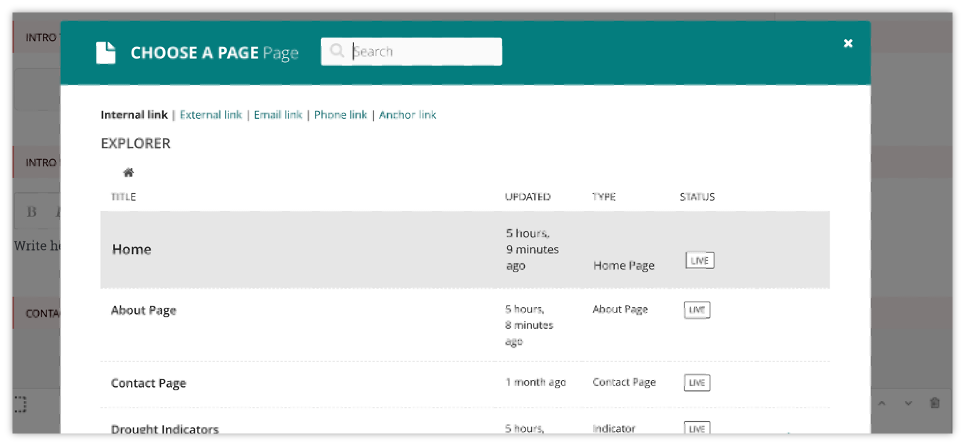 CHOOSE A PAGE Page
Search
INTRO
Internal link | External link | Email link | Phone link | Anchor link
EXPLORER
INTRO
TITLE UPDATED TYPE STATUS
B
Write
Home 5 hours, 9 minutes ago Home Page LIVE
About Page 5 hours, 8 minutes ago About Page LIVE
Contact Page 1 month ago Contact Page LIVE
Drought Indicators 5 hours, Indicator LIVE